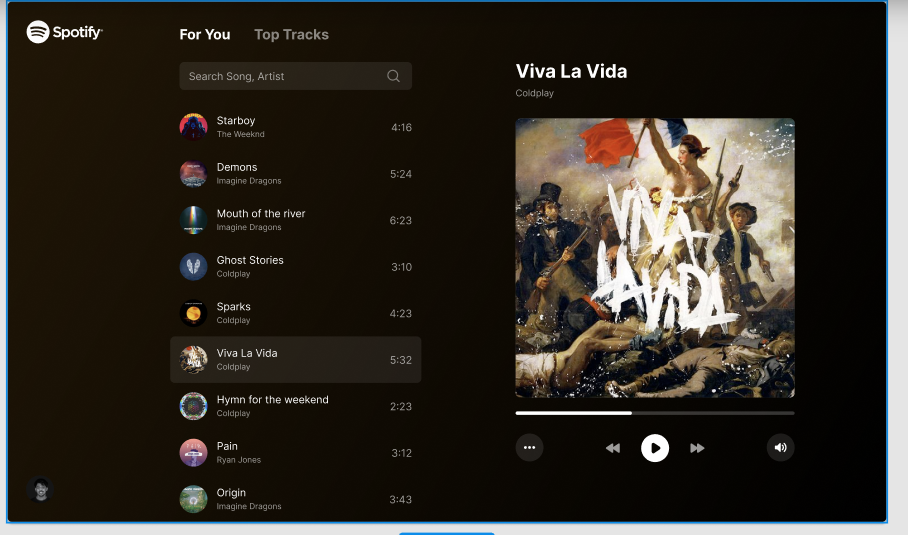 Spotify
For You
Top Tracks
Search Song, Artist
Starboy
The Weeknd
4:16
Demons
Imagine Dragons
5:24
Mouth of the river
Imagine Dragons
6:23
Ghost Stories
Coldplay
3:10
Sparks
Coldplay
4:23
Viva La Vida
Coldplay
5:32
Hymn for the weekend
Coldplay
2:23
Pain
Ryan Jones
3:12
Origin
Imagine Dragons
3:43
Viva La Vida
Coldplay
VIVA
LA VIDA